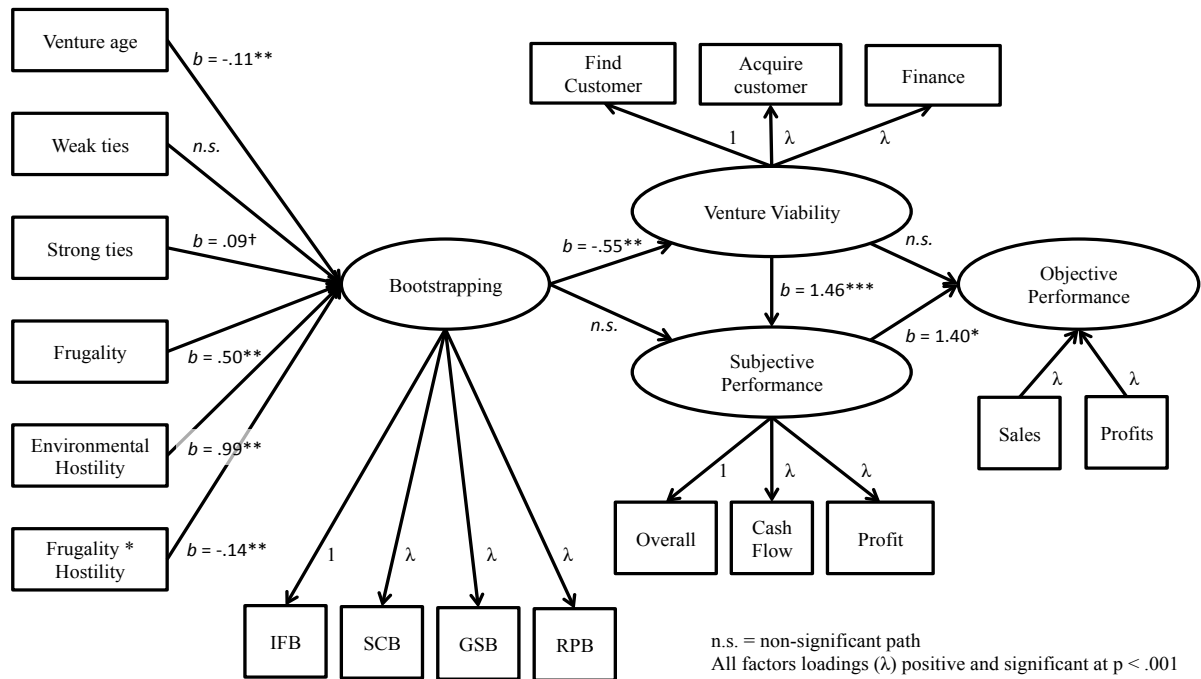 Venture age
b = -.11**
Weak ties
n.s.
Strong ties
b = .09†
Frugality
b = .50**
Environmental
Hostility
b = .99**
Frugality *
Hostility
b = -.14**
Bootstrapping
1
λ
λ
λ
IFB
SCB
GSB
RPB
b = -.55**
n.s.
Find
Customer
Acquire
customer
Finance
1
λ
λ
Venture Viability
b = 1.46***
Subjective
Performance
1
λ
λ
Overall
Cash
Flow
Profit
n.s.
b = 1.40*
Objective
Performance
λ
λ
Sales
Profits
n.s. = non-significant path
All factors loadings (λ) positive and significant at p < .001